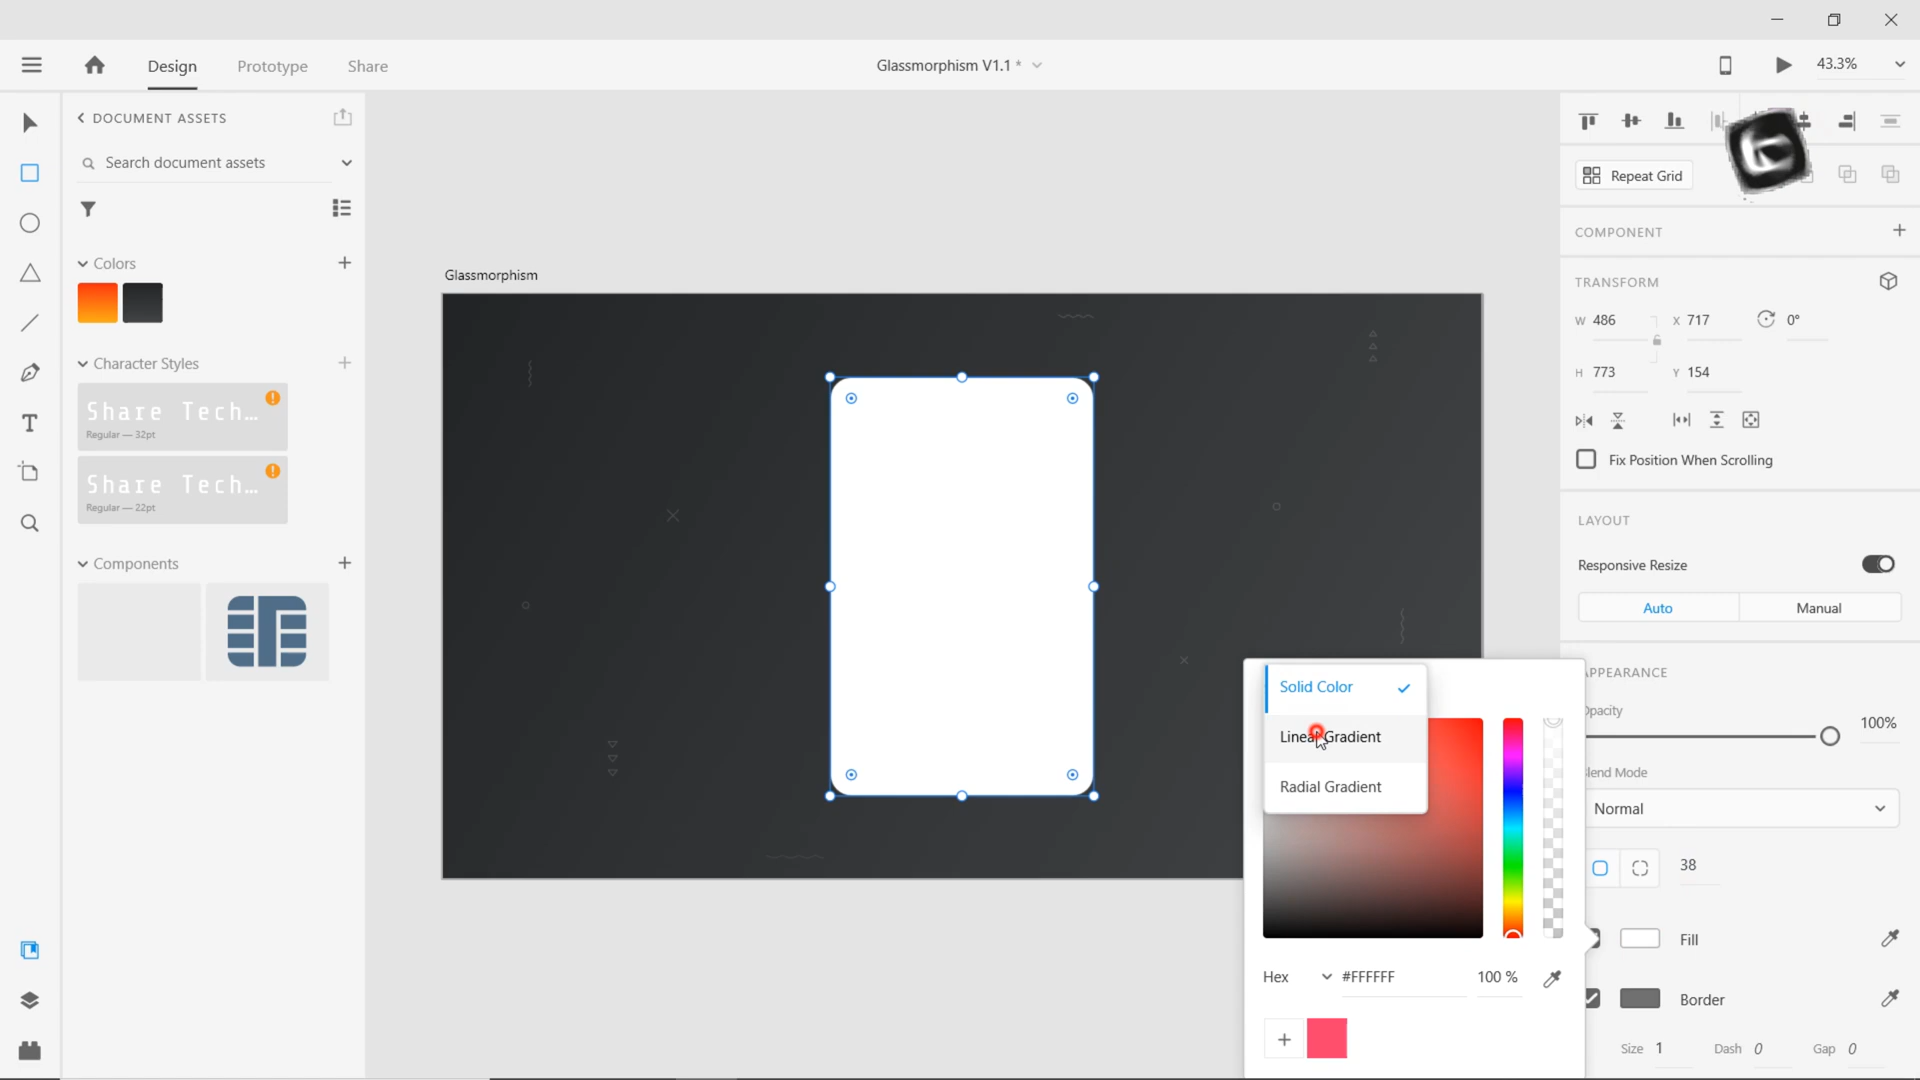 Design
Prototype
Share
Glassmorphism V1.1 *
43.3%
DOCUMENT ASSETS
Search document assets
Colors
Character Styles
Share Tech...
Regular — 32pt
Share Tech...
Regular — 22pt
Components
Glassmorphism
Repeat Grid
COMPONENT
TRANSFORM
W 486
X 717
0°
H 773
Y 154
Fix Position When Scrolling
LAYOUT
Responsive Resize
Auto
Manual
PPEARANCE
Opacity
100%
lend Mode
Normal
38
Fill
Border
Size 1
Dash 0
Gap 0
Solid Color
Linear Gradient
Radial Gradient
Hex
#FFFFFF
100 %